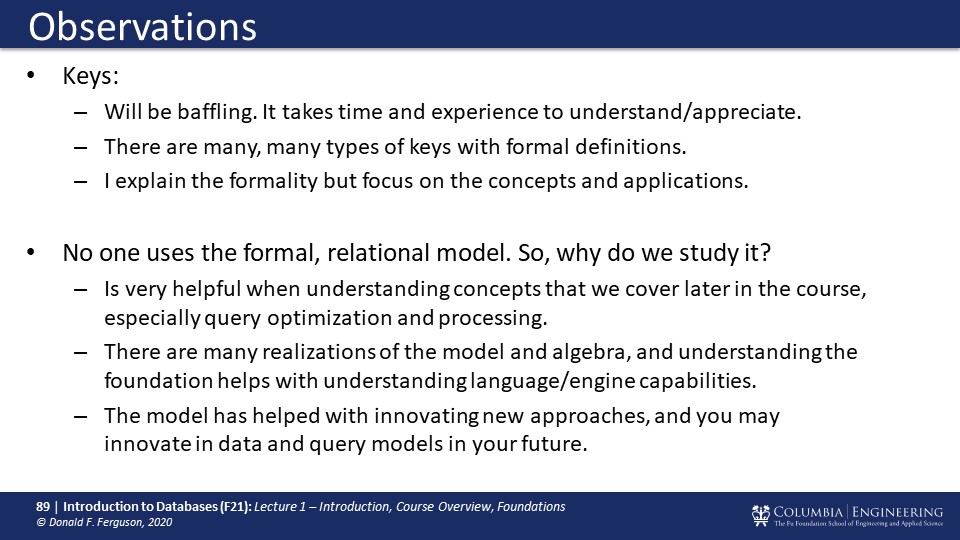 Observations
• Keys:
– Will be baffling. It takes time and experience to understand/appreciate.
– There are many, many types of keys with formal definitions.
– I explain the formality but focus on the concepts and applications.
• No one uses the formal, relational model. So, why do we study it?
– Is very helpful when understanding concepts that we cover later in the course,
especially query optimization and processing.
– There are many realizations of the model and algebra, and understanding the
foundation helps with understanding language/engine capabilities.
– The model has helped with innovating new approaches, and you may
innovate in data and query models in your future.
89 | Introduction to Databases (F21): Lecture 1 – Introduction, Course Overview, Foundations
© Donald F. Ferguson, 2020
COLUMBIA | ENGINEERING
The Fu Foundation School of Engineering and Applied Science